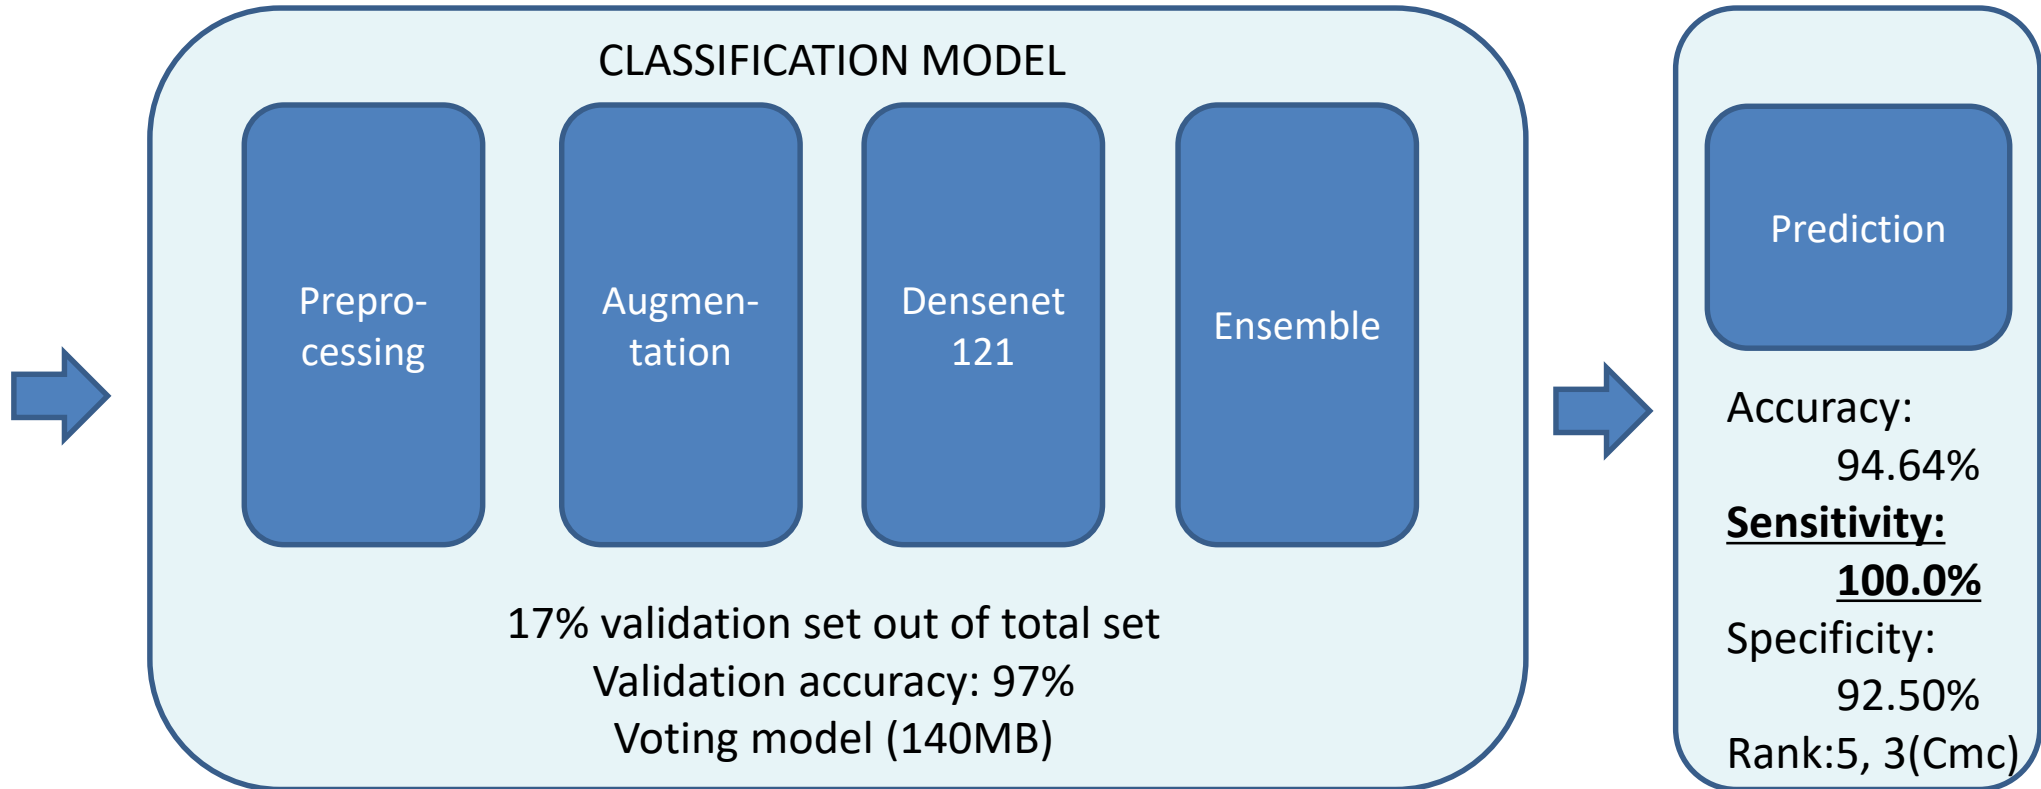 CLASSIFICATION MODEL
Prepro-
cessing
Augmen-
tation
Densenet
121
Ensemble
17% validation set out of total set
Validation accuracy: 97%
Voting model (140MB)
Prediction
Accuracy:
94.64%
Sensitivity:
100.0%
Specificity:
92.50%
Rank:5, 3(Cmc)